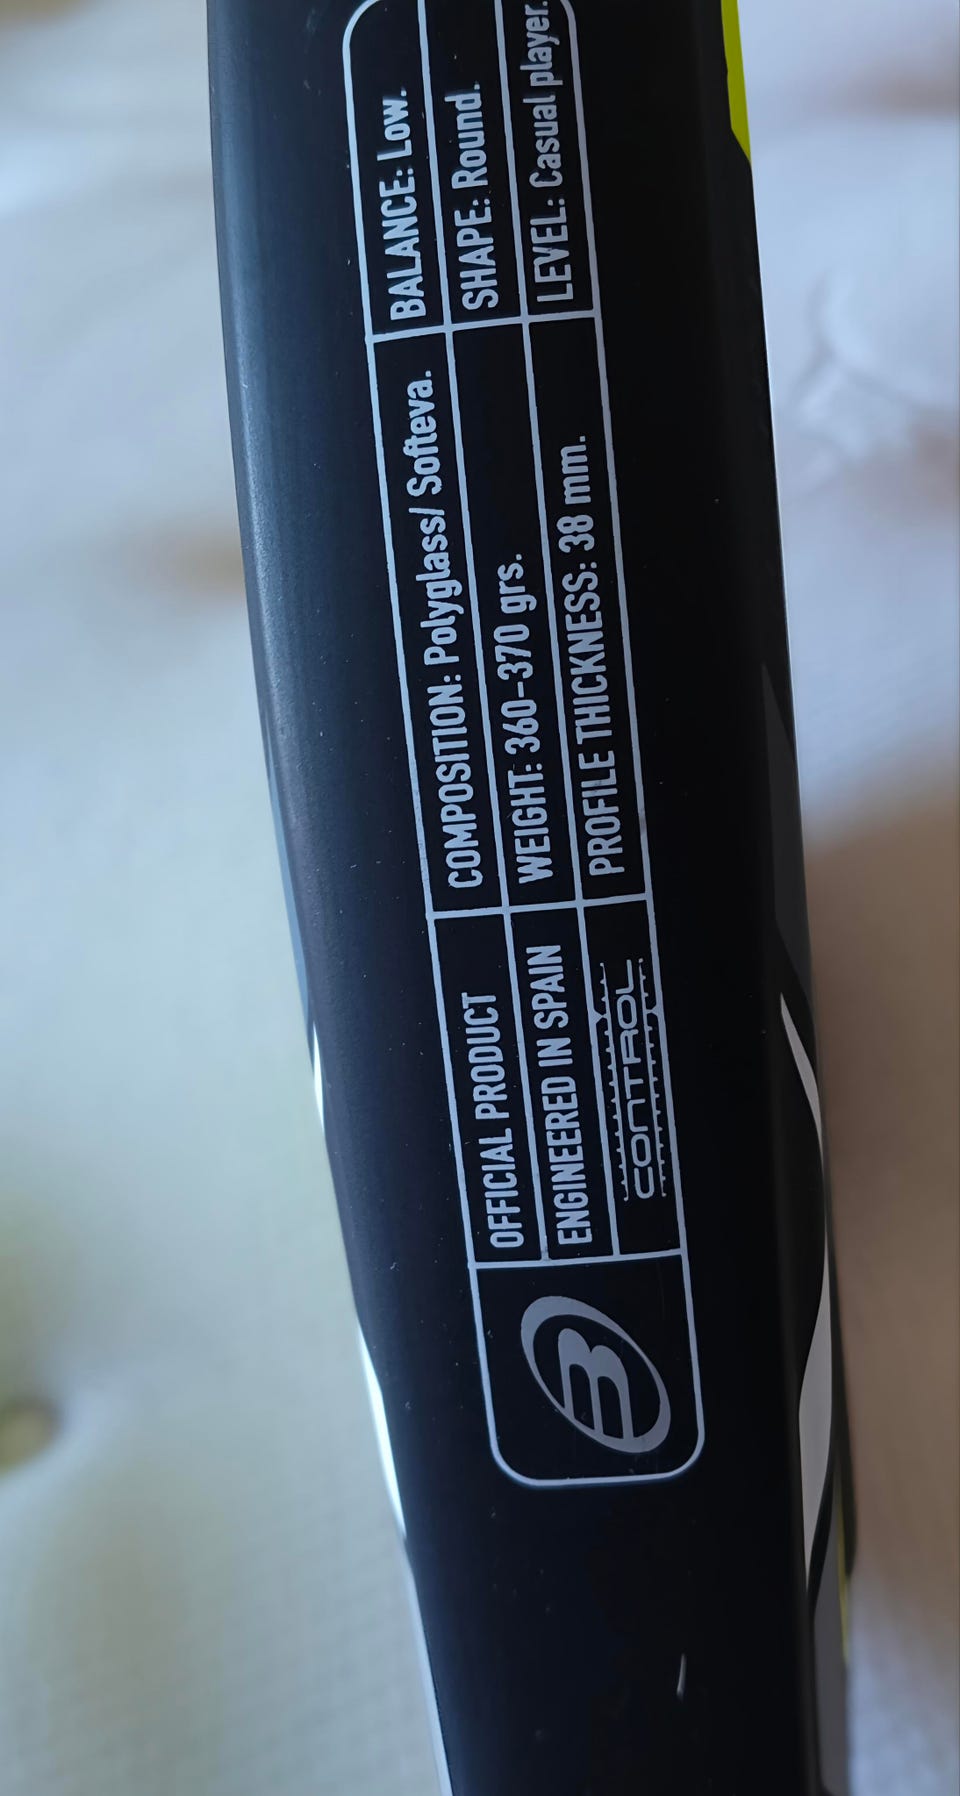 OFFICIAL PRODUCT
ENGINEERED IN SPAIN
CONTROL
COMPOSITION: Polyglass/ Softeva.
WEIGHT: 360-370 grs.
PROFILE THICKNESS: 38 mm.
BALANCE: Low.
SHAPE: Round.
LEVEL: Casual player.